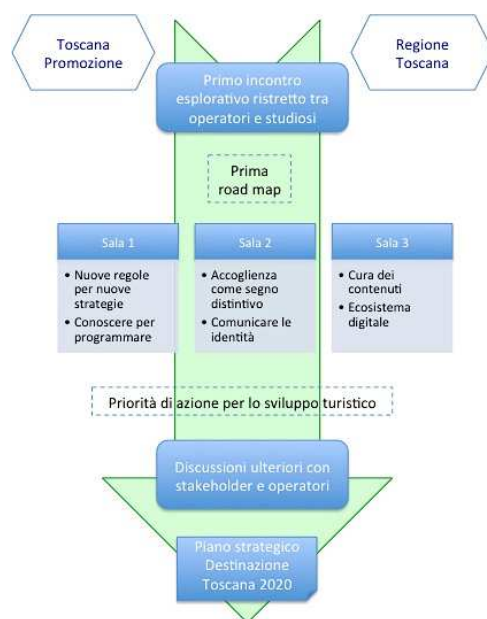 Toscana
Promozione
Regione
Toscana
Primo incontro
esplorativo ristretto tra
operatori e studiosi
Prima
road map
Sala 1
• Nuove regole
per nuove
strategie
• Conoscere per
programmare
Sala 2
• Accoglienza
come segno
distintivo
• Comunicare le
identità
Sala 3
• Cura dei
contenuti
• Ecosistema
digitale
Priorità di azione per lo sviluppo turistico
Discussioni ulteriori con
stakeholder e operatori
Piano strategico
Destinazione
Toscana 2020